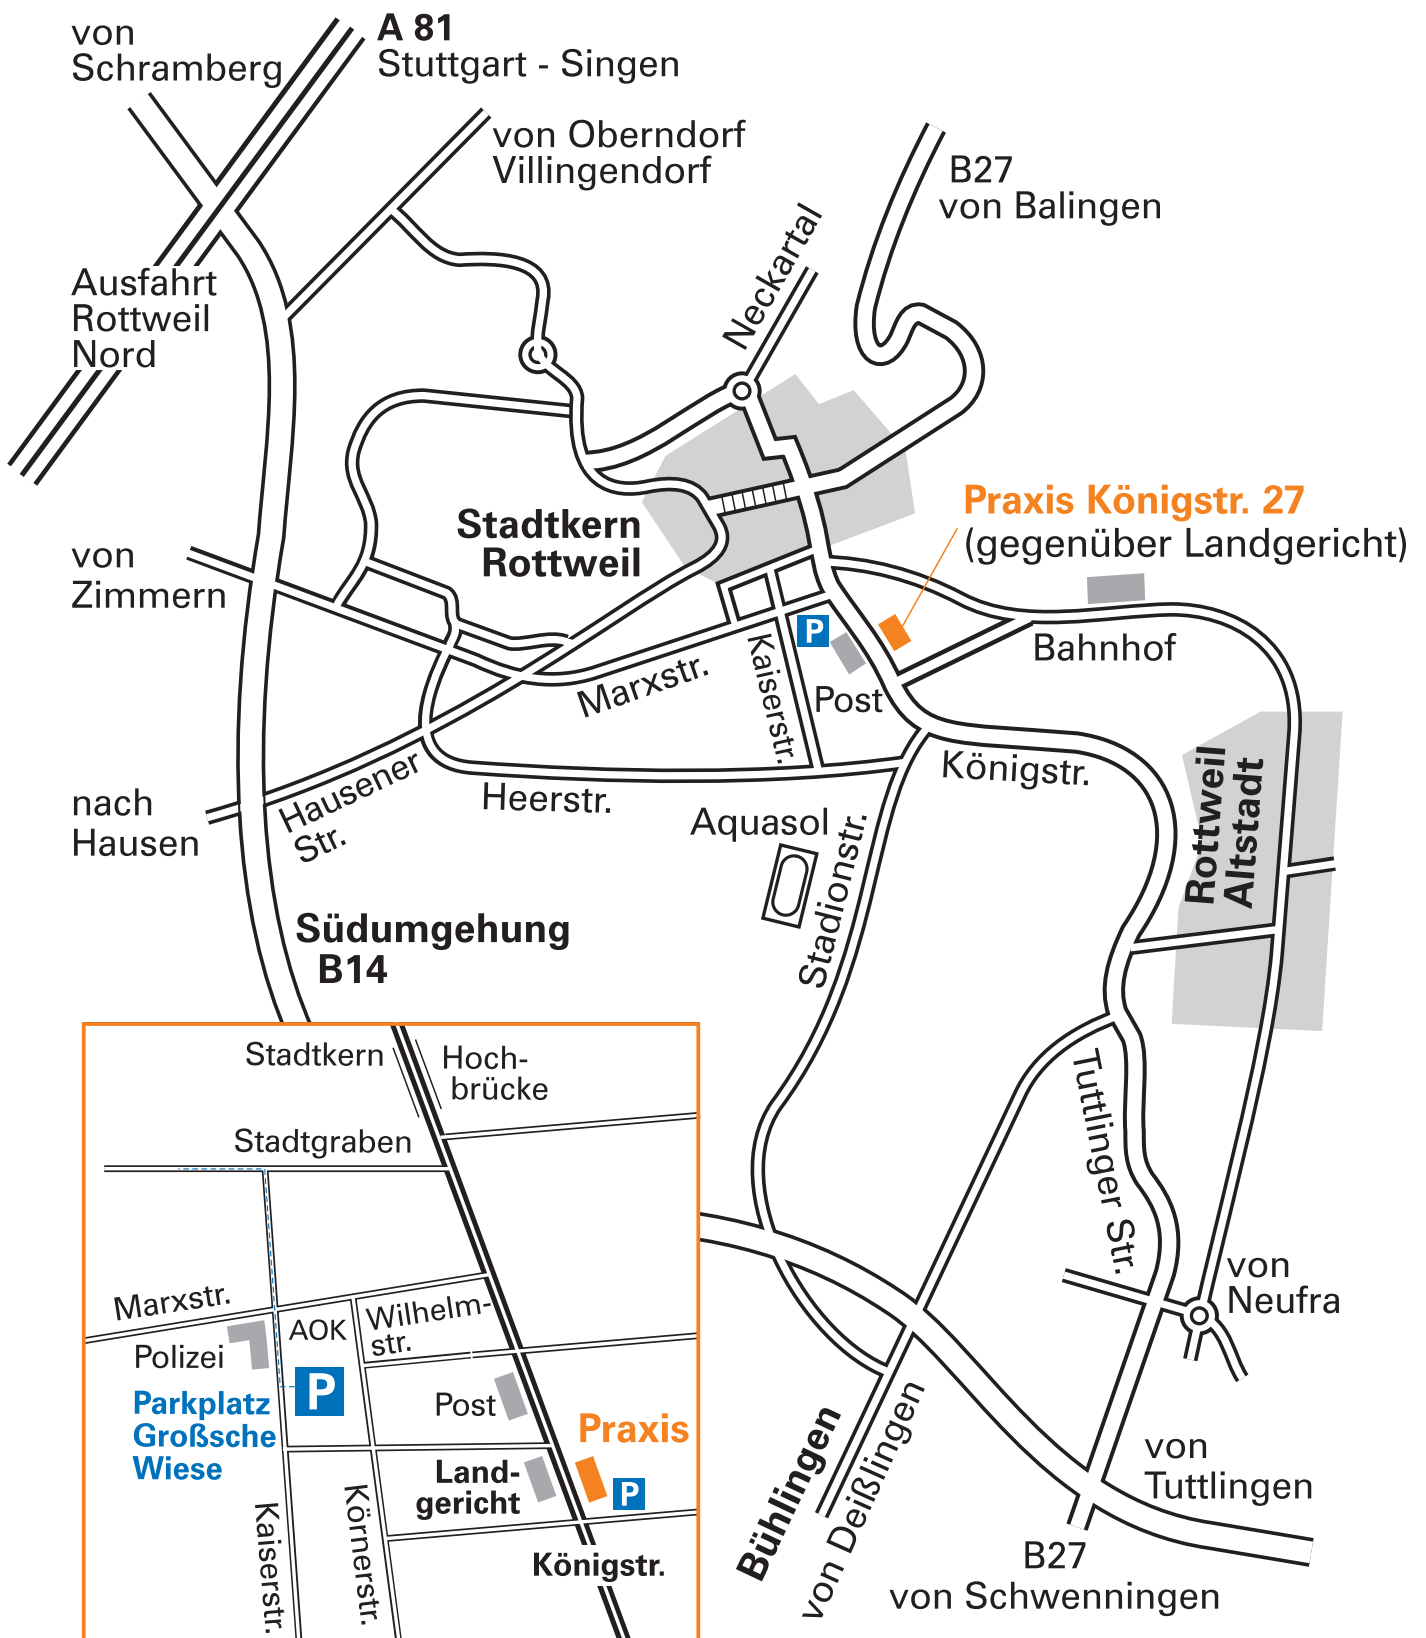 von
Schramberg
A 81
Stuttgart - Singen
von Oberndorf
Villingendorf
B27
von Balingen
Neckartal
Ausfahrt
Rottweil
Nord
Stadtkern
Rottweil
Praxis Königstr. 27
(gegenüber Landgericht)
von
Zimmern
P
Bahnhof
Marxstr.
Kaiserstr.
Post
Königstr.
nach
Hausen
Hausener
Str.
Heerstr.
Aquasol
Stadionstr.
Rottweil
Altstadt
Südumgehung
B14
Stadtkern
Hoch-
brücke
Stadtgraben
Marxstr.
Wilhelm-
str.
AOK
Polizei
P
Parkplatz
Großsche
Wiese
Post
Praxis
Land-
gericht
P
Kaiserstr.
Körnerstr.
Königstr.
Tuttlinger Str.
von
Neufra
Bühlingen
von Deißlingen
von
Tuttlingen
B27
von Schwenningen